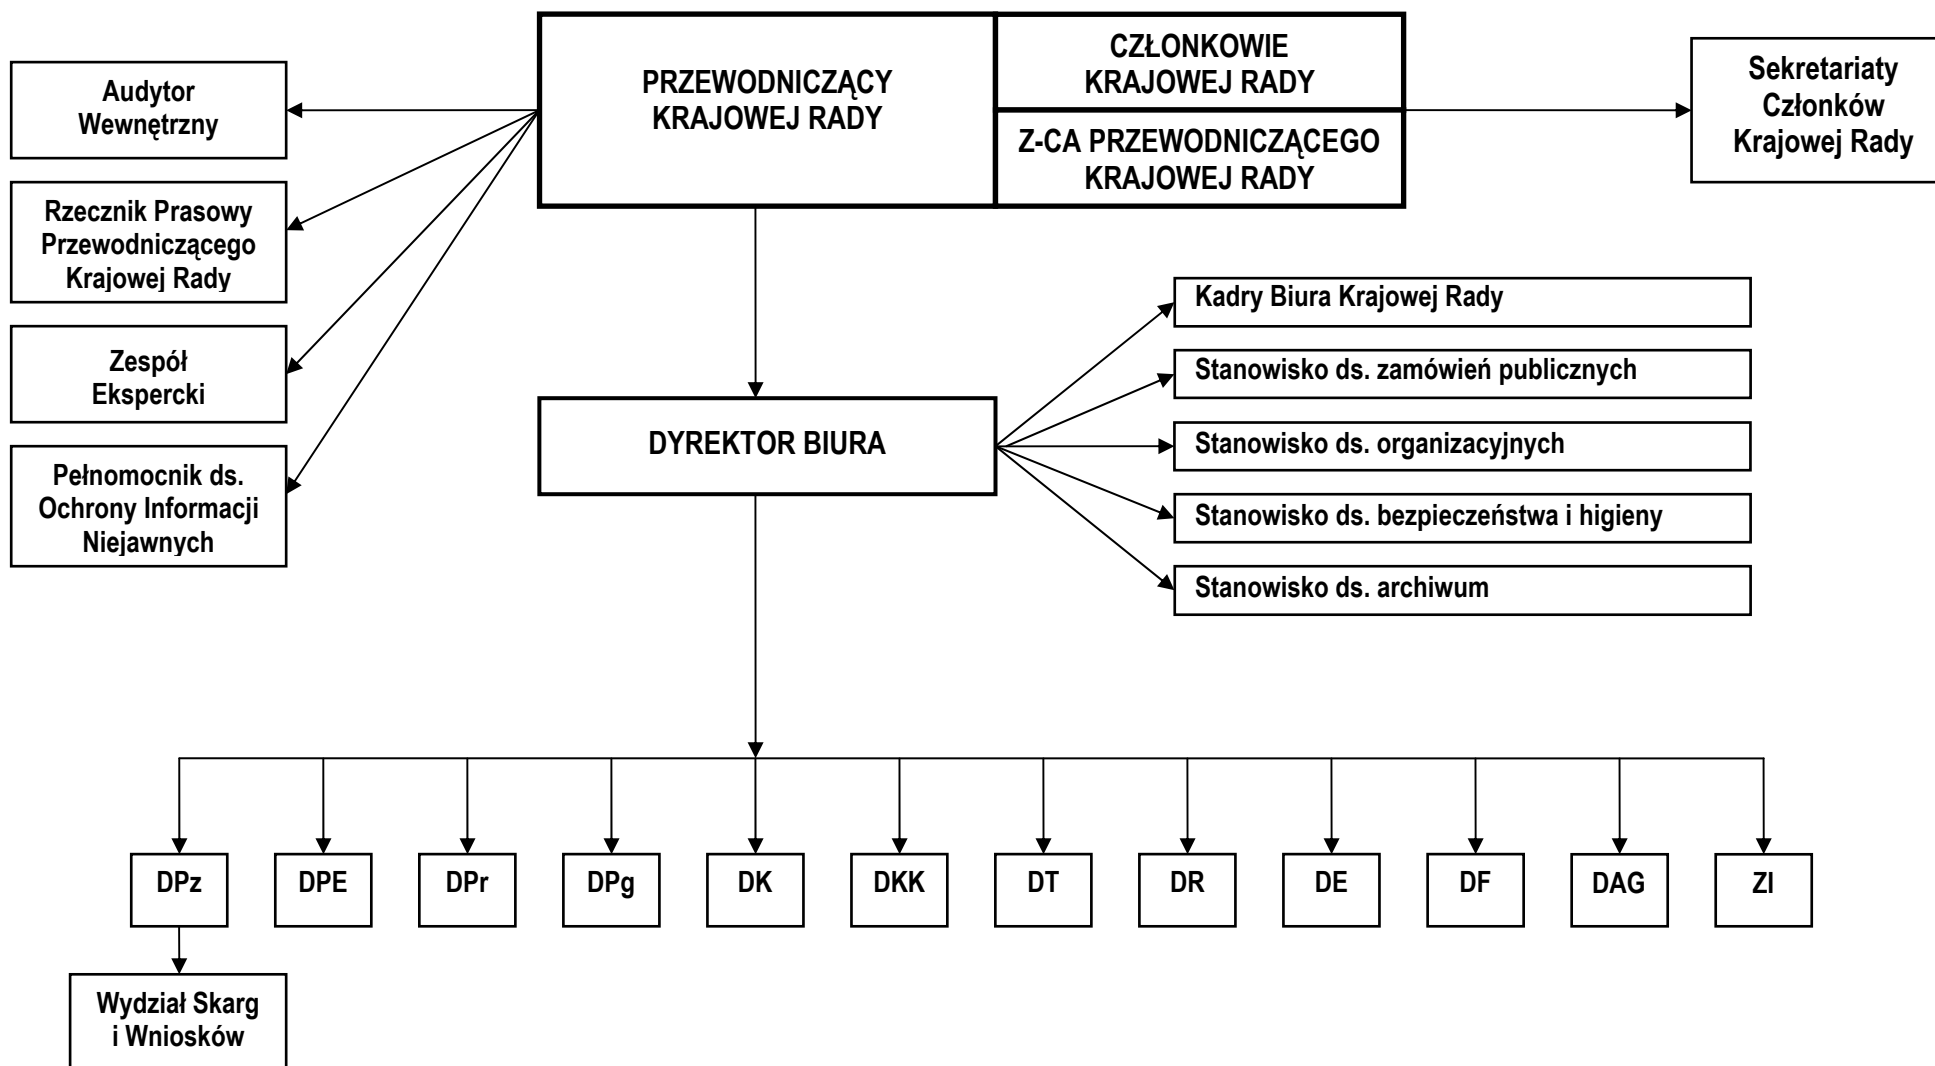 PRZEWODNICZĄCY
KRAJOWEJ RADY
CZŁONKOWIE
KRAJOWEJ RADY
Z-CA PRZEWODNICZĄCEGO
KRAJOWEJ RADY
Sekretariaty
Członków
Krajowej Rady
Audytor
Wewnętrzny
Rzecznik Prasowy
Przewodniczącego
Krajowej Rady
Zespół
Ekspercki
Pełnomocnik ds.
Ochrony Informacji
Niejawnych
Kadry Biura Krajowej Rady
Stanowisko ds. zamówień publicznych
Stanowisko ds. organizacyjnych
Stanowisko ds. bezpieczeństwa i higieny
Stanowisko ds. archiwum
DYREKTOR BIURA
DPz
DPE
DPr
DPg
DK
DKK
DT
DR
DE
DF
DAG
ZI
Wydział Skarg
i Wniosków